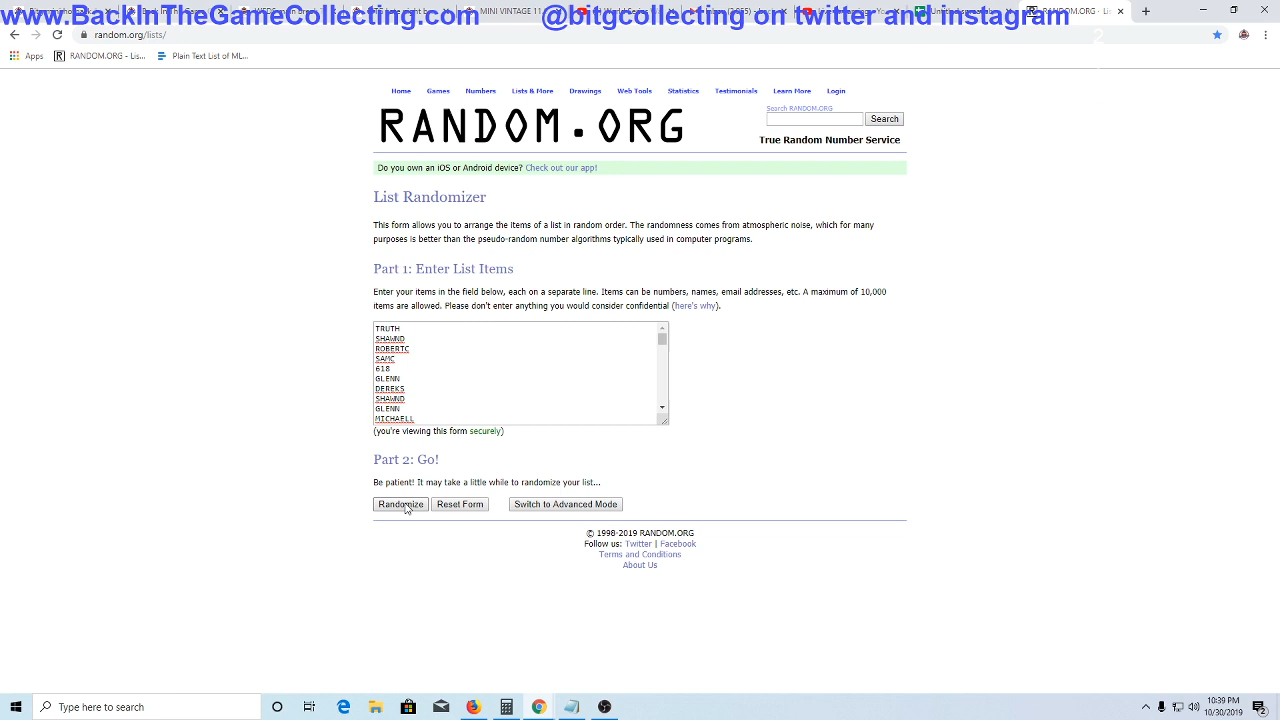 www.BackInTheGameCollecting.com @bitgcollecting on twitter and instagram
random.org/lists/
2
Apps RANDOM.ORG - Lis... Plain Text List of ML...
Home Games Numbers Lists & More Drawings Web Tools Statistics Testimonials Learn More Login
RANDOM.ORG
Search RANDOM.ORG
Search
True Random Number Service
Do you own an iOS or Android device? Check out our app!
List Randomizer
This form allows you to arrange the items of a list in random order. The randomness comes from atmospheric noise, which for many
purposes is better than the pseudo-random number algorithms typically used in computer programs.
Part 1: Enter List Items
Enter your items in the field below, each on a separate line. Items can be numbers, names, email addresses, etc. A maximum of 10,000
items are allowed. Please don't enter anything you would consider confidential (here's why).
TRUTH
SHAWND
ROBERTC
SAMC
618
GLENN
DEREKS
SHAWND
GLENN
MICHAELL
(you're viewing this form securely)
Part 2: Go!
Be patient! It may take a little while to randomize your list...
Randomize Reset Form Switch to Advanced Mode
© 1998-2019 RANDOM.ORG
Follow us: Twitter | Facebook
Terms and Conditions
About Us
Type here to search
10:39 PM
10/30/2019
2